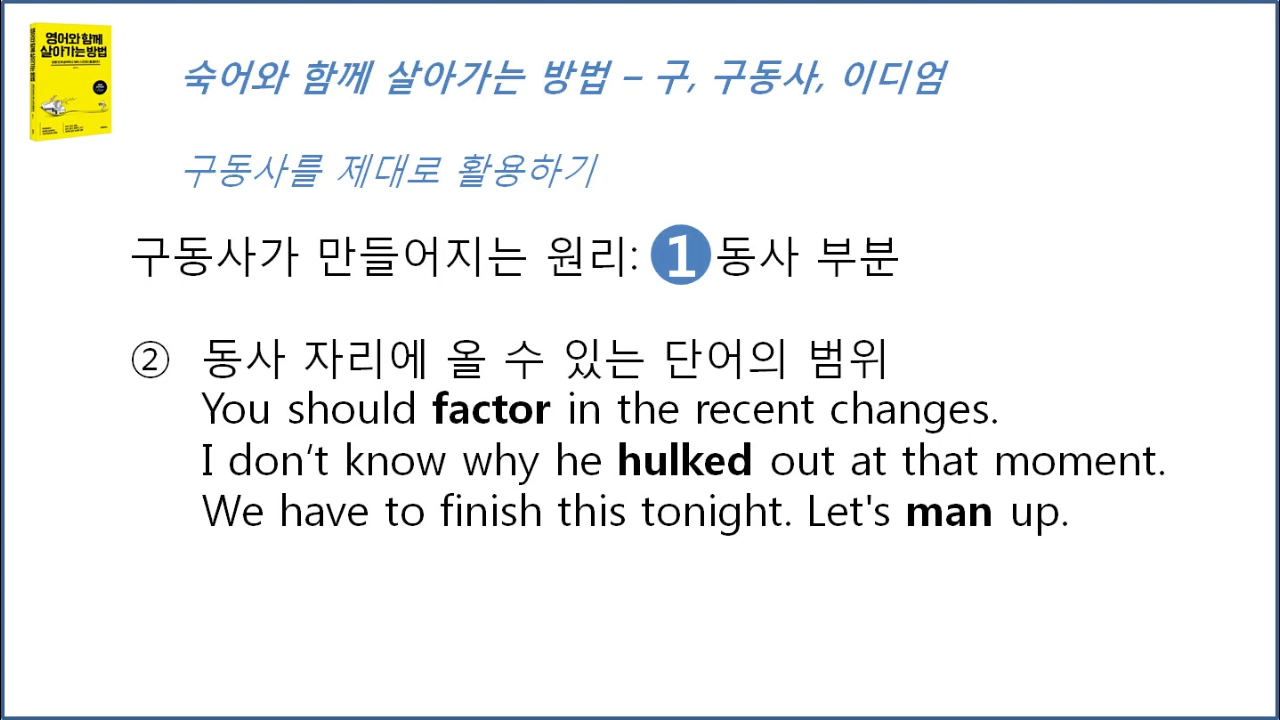 영어와 함께
살아가는 방법
숙어와 함께 살아가는 방법 – 구, 구동사, 이디엄
구동사를 제대로 활용하기
구동사가 만들어지는 원리: 1 동사 부분
② 동사 자리에 올 수 있는 단어의 범위
You should factor in the recent changes.
I don‘t know why he hulked out at that moment.
We have to finish this tonight. Let's man up.